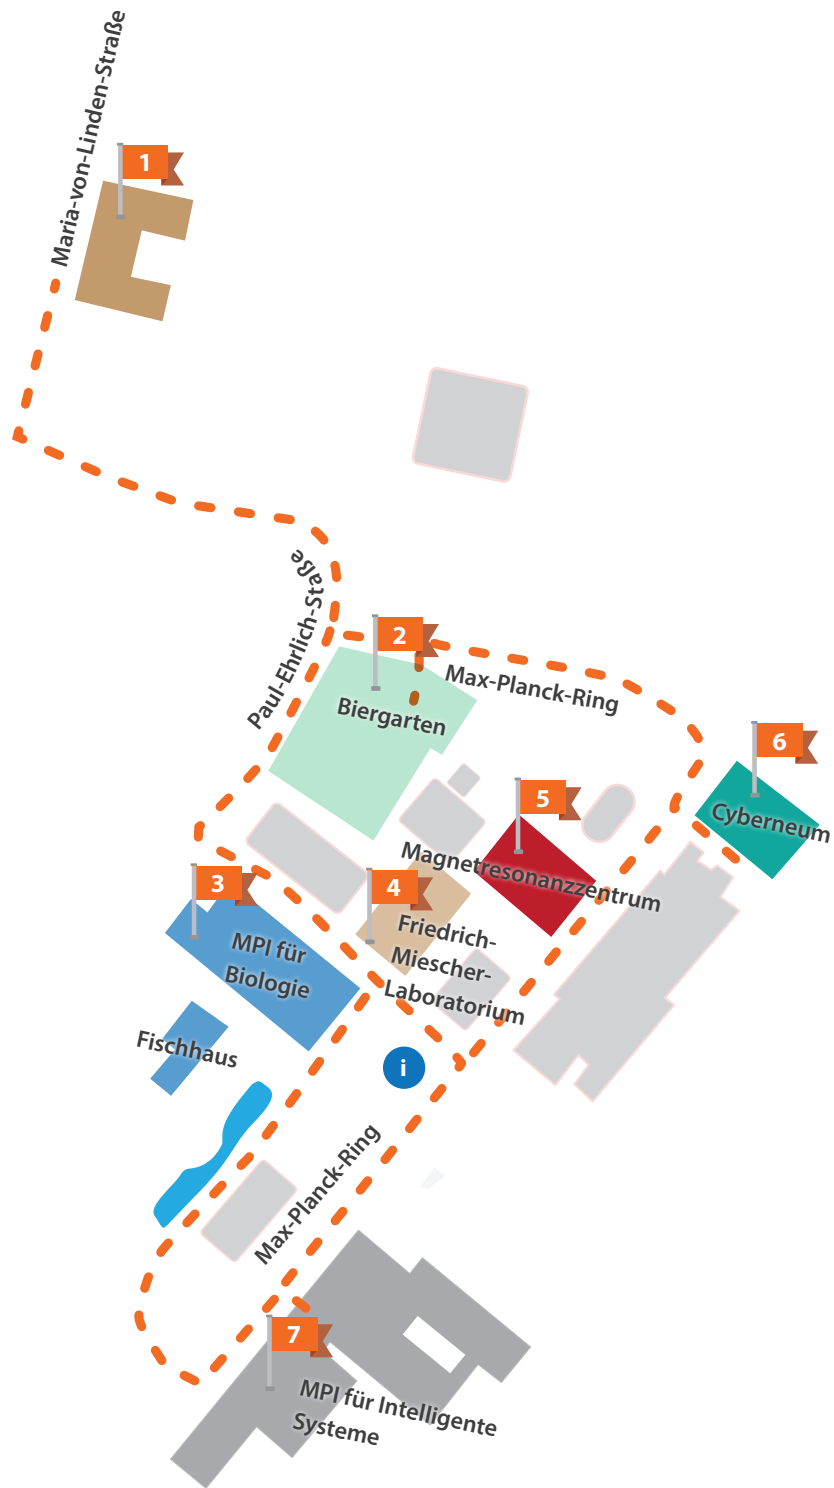 Maria-von-Linden-Straße
1
Paul-Ehrlich-Staße
2
Max-Planck-Ring
Biergarten
6
Cyberneum
5
Magnetresonanzzentrum
3
MPI für
Biologie
4
Friedrich-
Miescher-
Laboratorium
Fischhaus
i
Max-Planck-Ring
7
MPI für Intelligente
Systeme